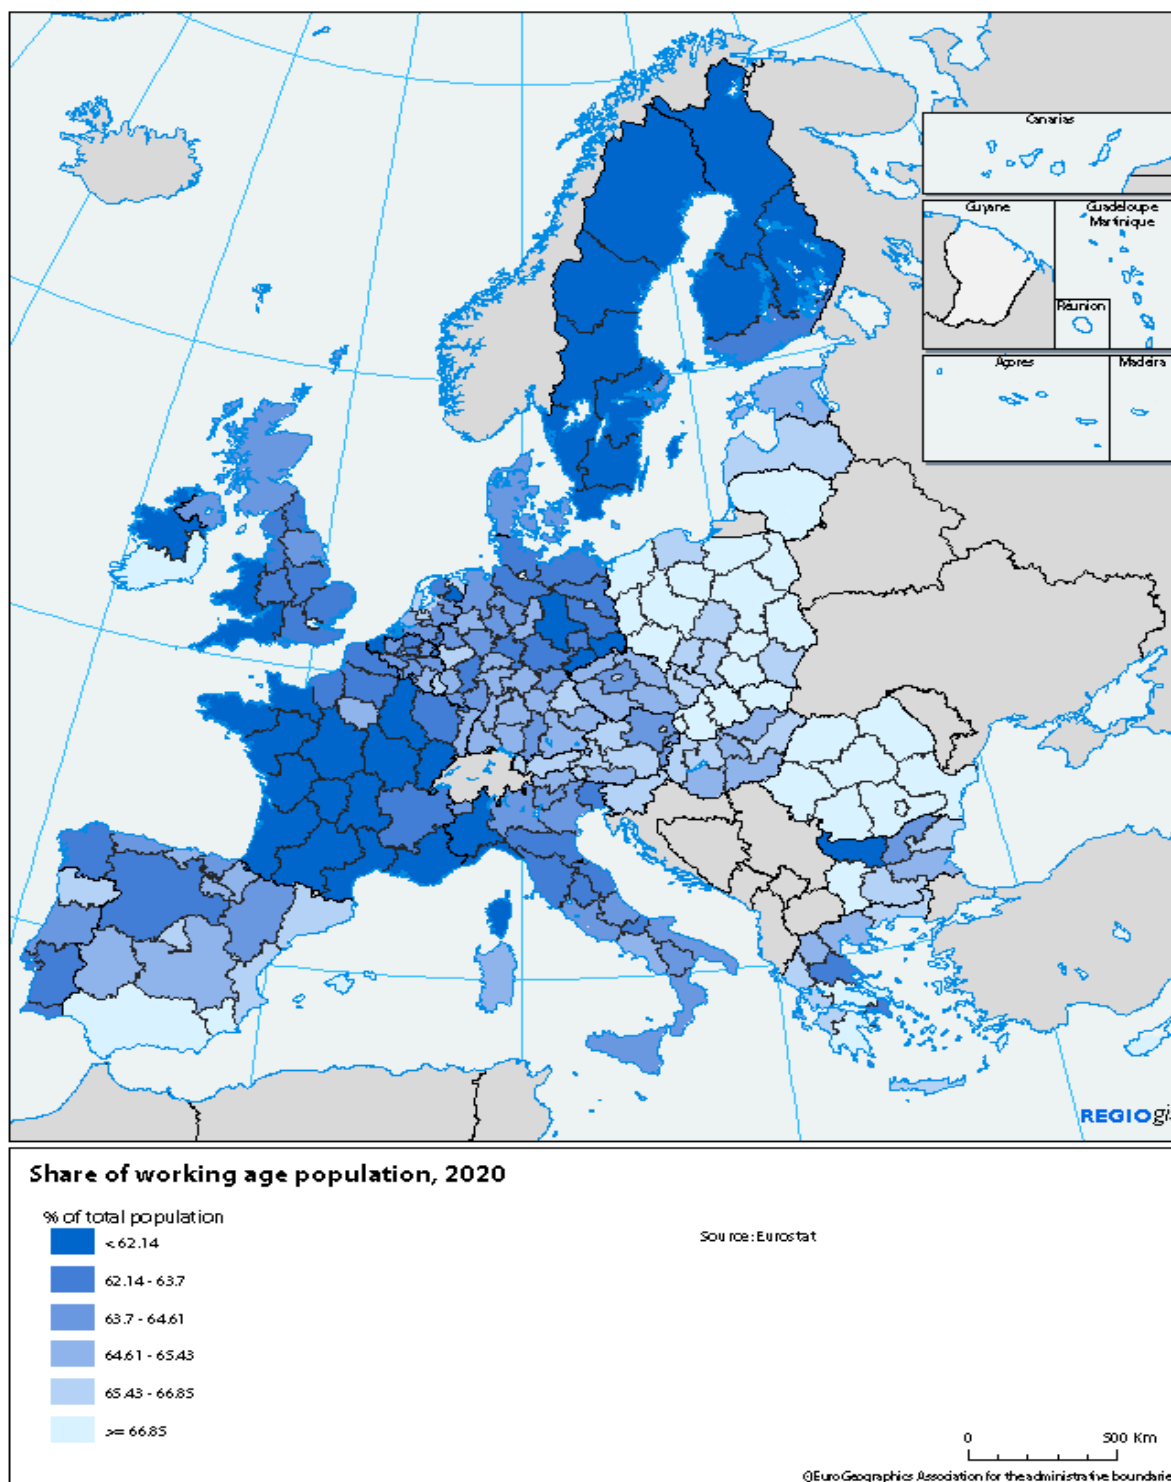 Canarias
Guyane
Guadeloupe
Martinique
Réunion
Açores
Madeira
REGIOgis
Share of working age population, 2020
% of total population
< 62.14
62.14 - 63.7
63.7 - 64.61
64.61 - 65.43
65.43 - 66.85
>= 66.85
Source: Eurostat
0 500 Km
© EuroGeographics Association for the administrative boundarie